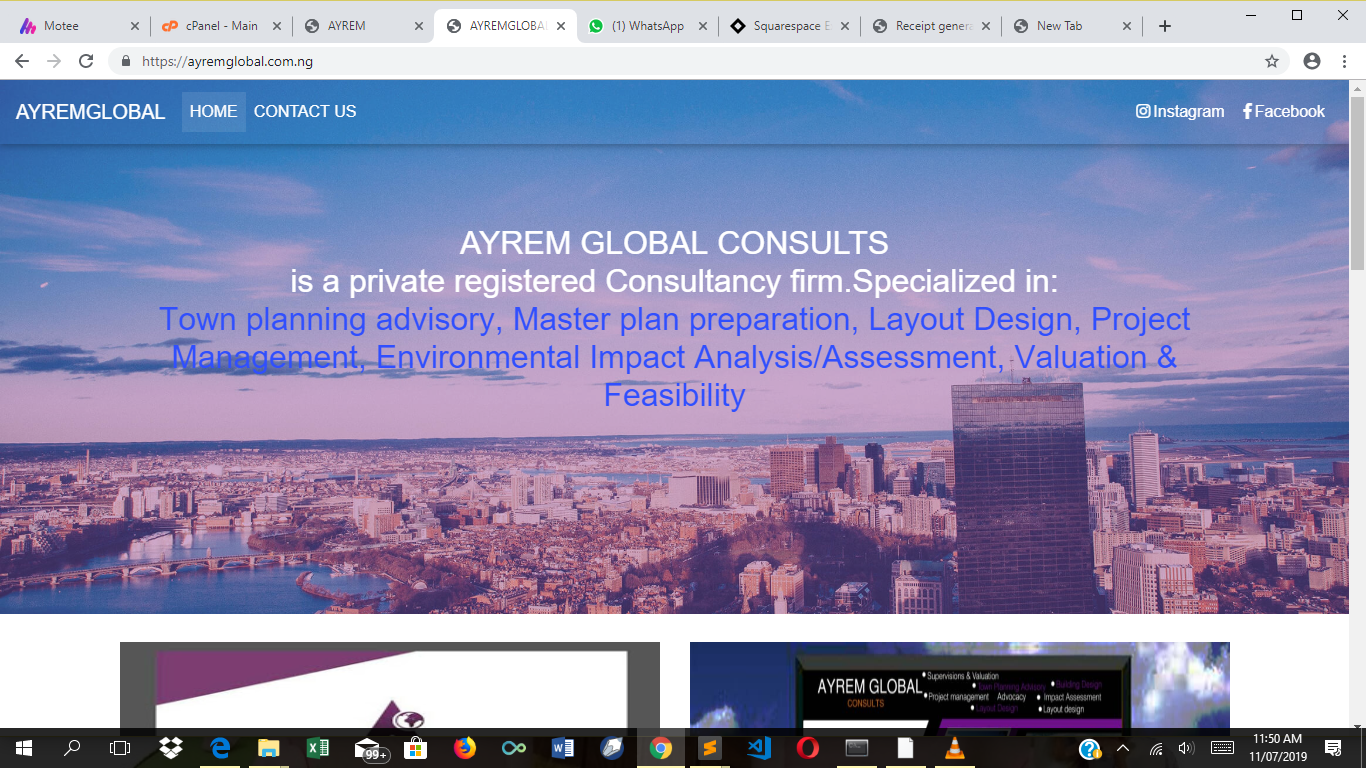 Motee
cPanel - Main
AYREM
AYREMGLOBA
(1) WhatsApp
Squarespace E
Receipt genera
New Tab
https://ayremglobal.com.ng
AYREMGLOBAL HOME CONTACT US Instagram Facebook
AYREM GLOBAL CONSULTS
is a private registered Consultancy firm.Specialized in:
Town planning advisory, Master plan preparation, Layout Design, Project
Management, Environmental Impact Analysis/Assessment, Valuation &
Feasibility
AYREM GLOBAL
CONSULTS
Supervisions & Valuation
Town Planning Advisory
Building Design
Project management
Advocacy
Impact Assessment
Layout Design
Layout design
99+
11:50 AM
11/07/2019